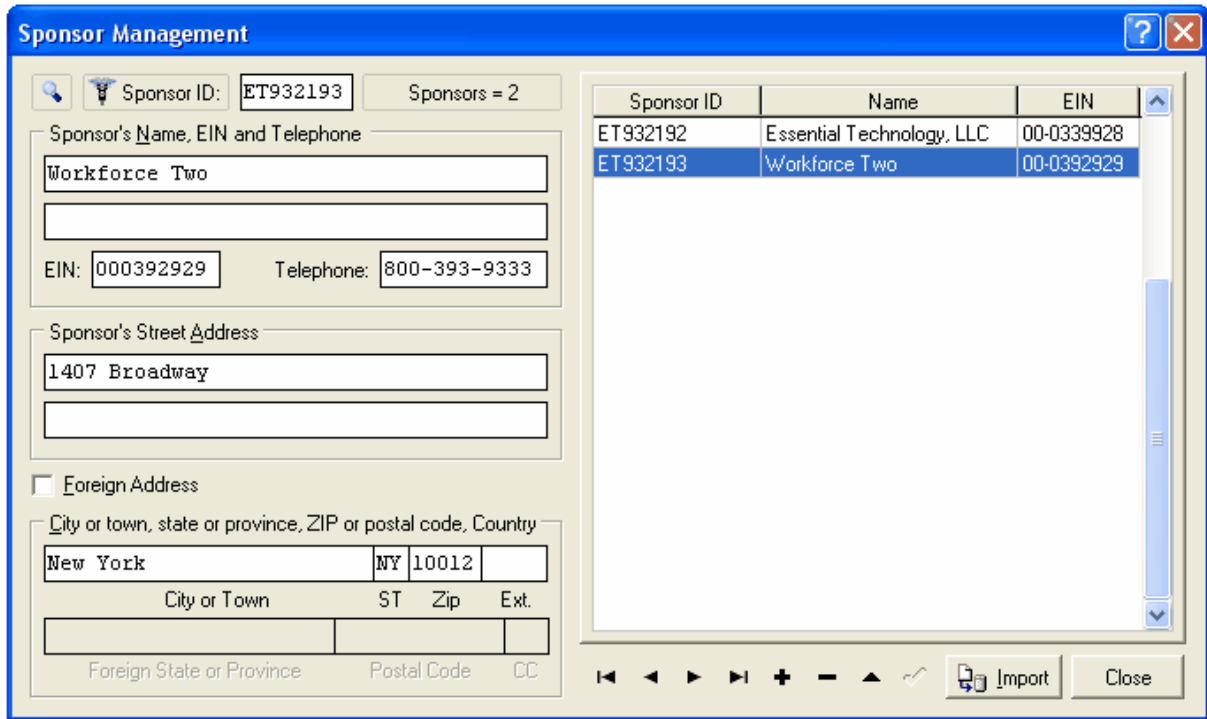 Sponsor Management
Sponsor ID: ET932193 Sponsors = 2
Sponsor's Name, EIN and Telephone
Workforce Two
EIN: 000392929 Telephone: 800-393-9333
Sponsor's Street Address
1407 Broadway
Foreign Address
City or town, state or province, ZIP or postal code, Country
New York NY 10012
City or Town ST Zip Ext.
Foreign State or Province Postal Code CC
Sponsor ID Name EIN
ET932192 Essential Technology, LLC 00-0339928
ET932193 Workforce Two 00-0392929
Import Close